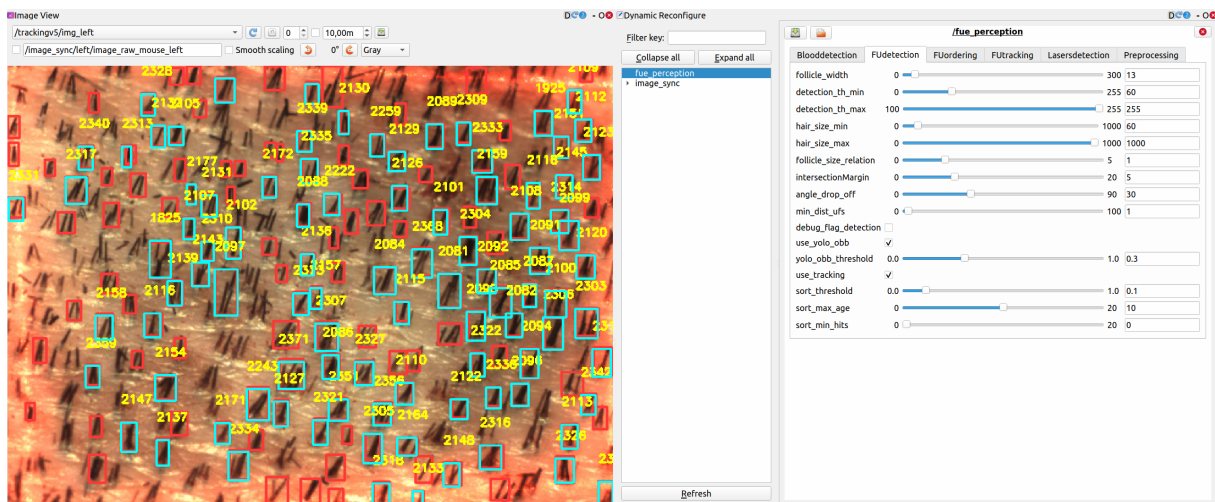 Image View
DC? - O
/trackingv5/img_left
0
10,00m
/image_sync/left/image_raw_mouse_left
Smooth scaling
0°
Gray
2328
2130
2109
1925
2112
2132
2105
2339
2259
2089
2309
2151
2340
2313
2335
2129
2333
2123
2317
2177
2172
2126
2159
2118
2145
2331
2131
2088
2222
2101
2108
2314
2107
2102
2099
1825
2310
2136
2368
2304
2091
2120
2143
2097
2084
2081
2092
2139
2157
2115
2085
2087
2100
2158
2116
2307
2082
2303
2086
2371
2327
2322
2094
2154
2243
2127
2351
2356
2110
2122
2336
2096
2342
2147
2171
2321
2305
2164
2113
2137
2334
2316
2148
2326
2318
2133
Dynamic Reconfigure
DC? - O
Filter key:
Collapse all
Expand all
fue_perception
image_sync
Refresh
/fue_perception
Blooddetection
FUdetection
FUordering
FUtracking
Lasersdetection
Preprocessing
follicle_width 0 300 13
detection_th_min 0 255 60
detection_th_max 100 255 255
hair_size_min 0 1000 60
hair_size_max 0 1000 1000
follicle_size_relation 0 5 1
intersectionMargin 0 20 5
angle_drop_off 0 90 30
min_dist_ufs 0 100 1
debug_flag_detection
use_yolo_obb
yolo_obb_threshold 0.0 1.0 0.3
use_tracking
sort_threshold 0.0 1.0 0.1
sort_max_age 0 20 10
sort_min_hits 0 20 0